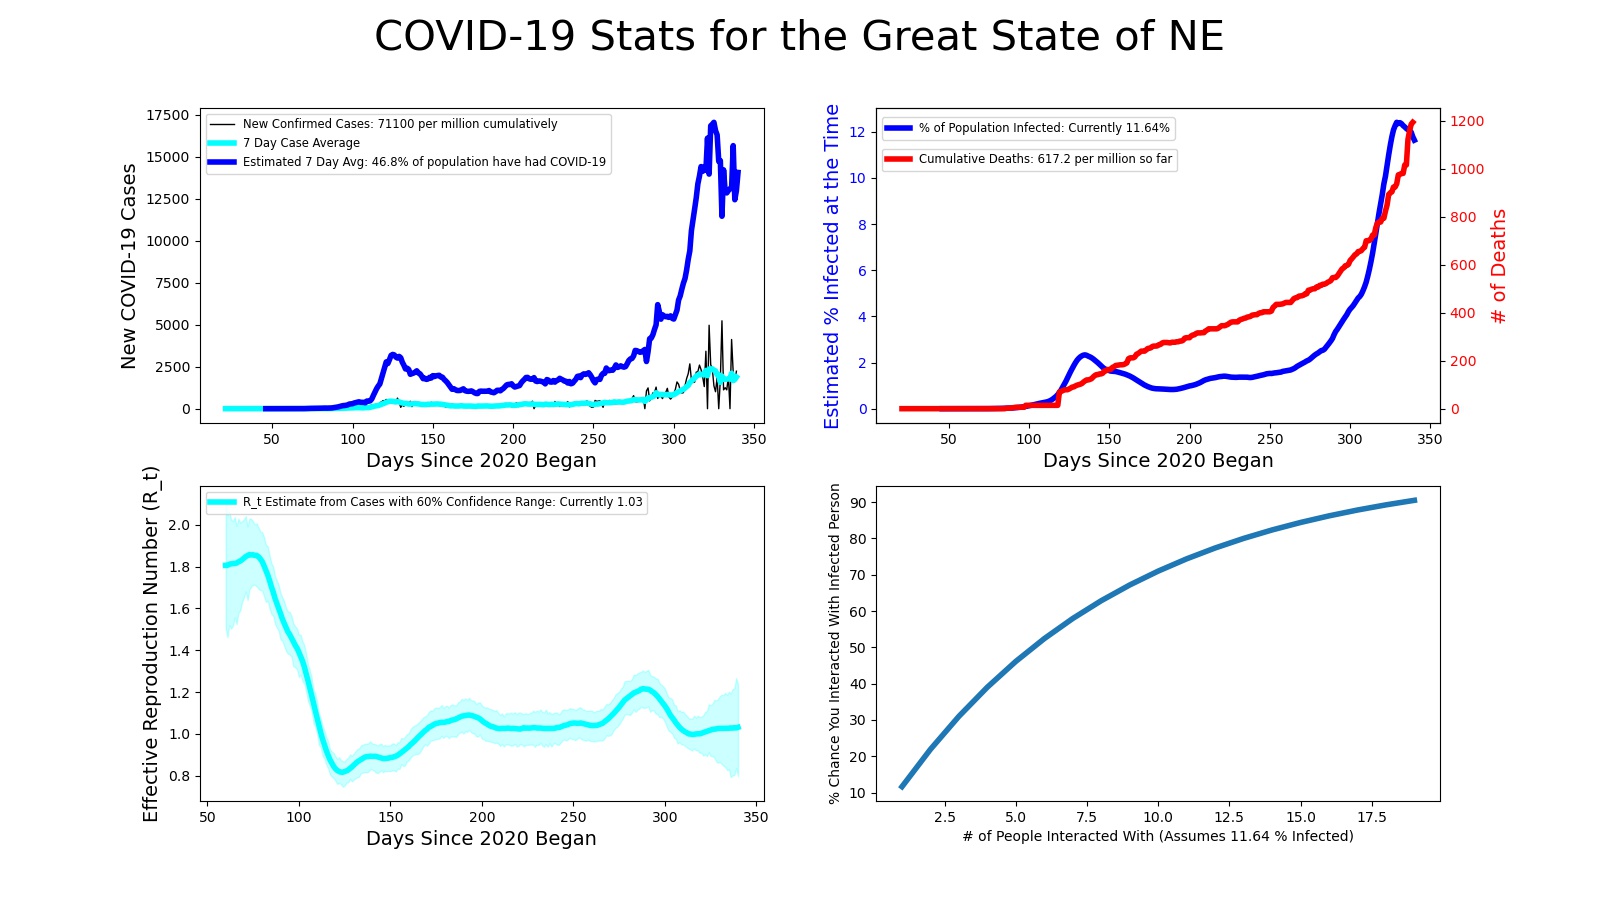 COVID-19 Stats for the Great State of NE
New COVID-19 Cases
17500
15000
12500
10000
7500
5000
2500
0
New Confirmed Cases: 71100 per million cumulatively
7 Day Case Average
Estimated 7 Day Avg: 46.8% of population have had COVID-19
50 100 150 200 250 300 350
Days Since 2020 Began
Estimated % Infected at the Time
12
10
8
6
4
2
0
% of Population Infected: Currently 11.64%
Cumulative Deaths: 617.2 per million so far
1200
1000
800
600
400
200
0
# of Deaths
50 100 150 200 250 300 350
Days Since 2020 Began
Effective Reproduction Number (R_t)
2.0
1.8
1.6
1.4
1.2
1.0
0.8
R_t Estimate from Cases with 60% Confidence Range: Currently 1.03
50 100 150 200 250 300 350
Days Since 2020 Began
% Chance You Interacted With Infected Person
90
80
70
60
50
40
30
20
10
2.5 5.0 7.5 10.0 12.5 15.0 17.5
# of People Interacted With (Assumes 11.64 % Infected)